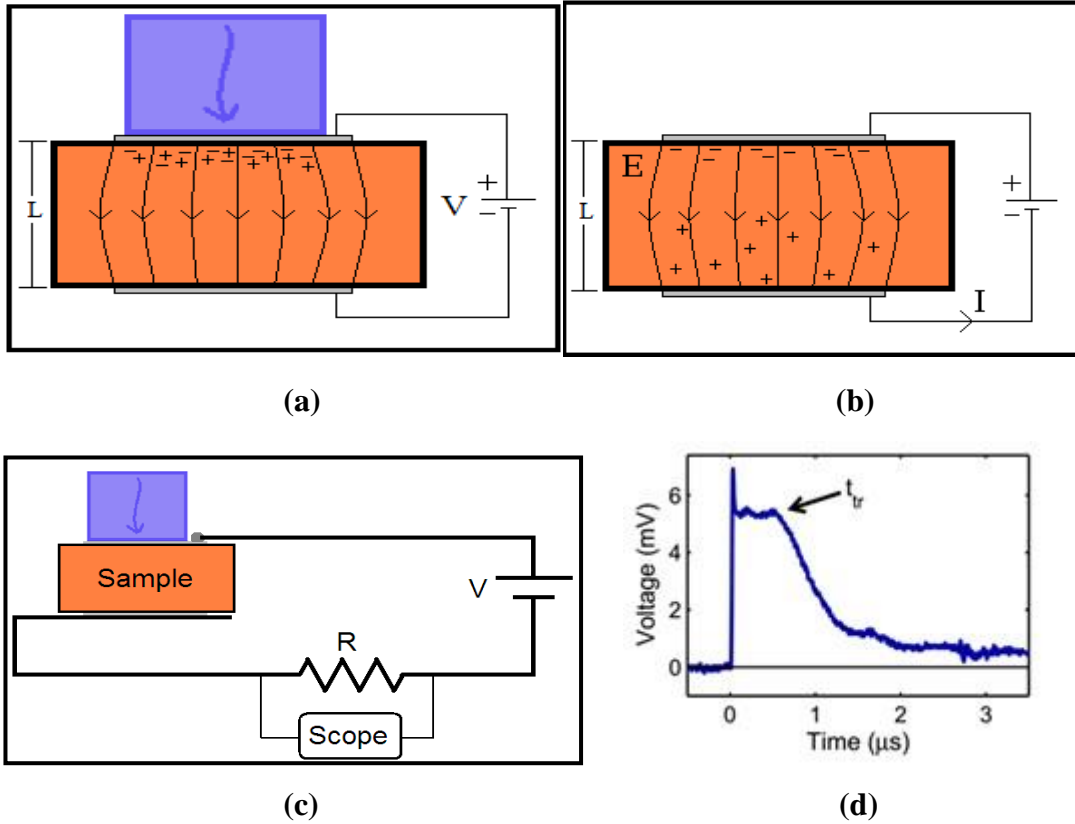 L
V
+
−
(a)
E
L
+
−
I
(b)
Sample
V
R
Scope
(c)
Voltage (mV)
6
4
2
0
t_tr
0 1 2 3
Time (μs)
(d)